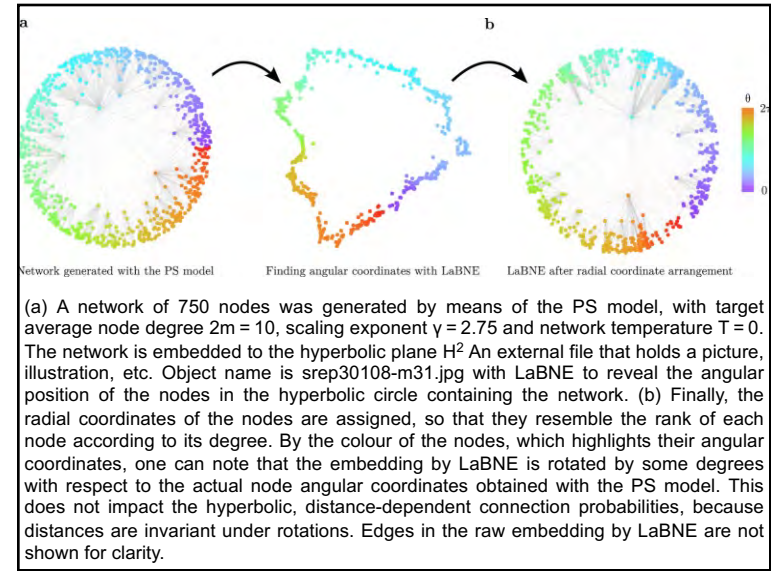 a
b
θ
2π
0
Network generated with the PS model
Finding angular coordinates with LaBNE
LaBNE after radial coordinate arrangement
(a) A network of 750 nodes was generated by means of the PS model, with target
average node degree 2m = 10, scaling exponent γ = 2.75 and network temperature T = 0.
The network is embedded to the hyperbolic plane H² An external file that holds a picture,
illustration, etc. Object name is srep30108-m31.jpg with LaBNE to reveal the angular
position of the nodes in the hyperbolic circle containing the network. (b) Finally, the
radial coordinates of the nodes are assigned, so that they resemble the rank of each
node according to its degree. By the colour of the nodes, which highlights their angular
coordinates, one can note that the embedding by LaBNE is rotated by some degrees
with respect to the actual node angular coordinates obtained with the PS model. This
does not impact the hyperbolic, distance-dependent connection probabilities, because
distances are invariant under rotations. Edges in the raw embedding by LaBNE are not
shown for clarity.